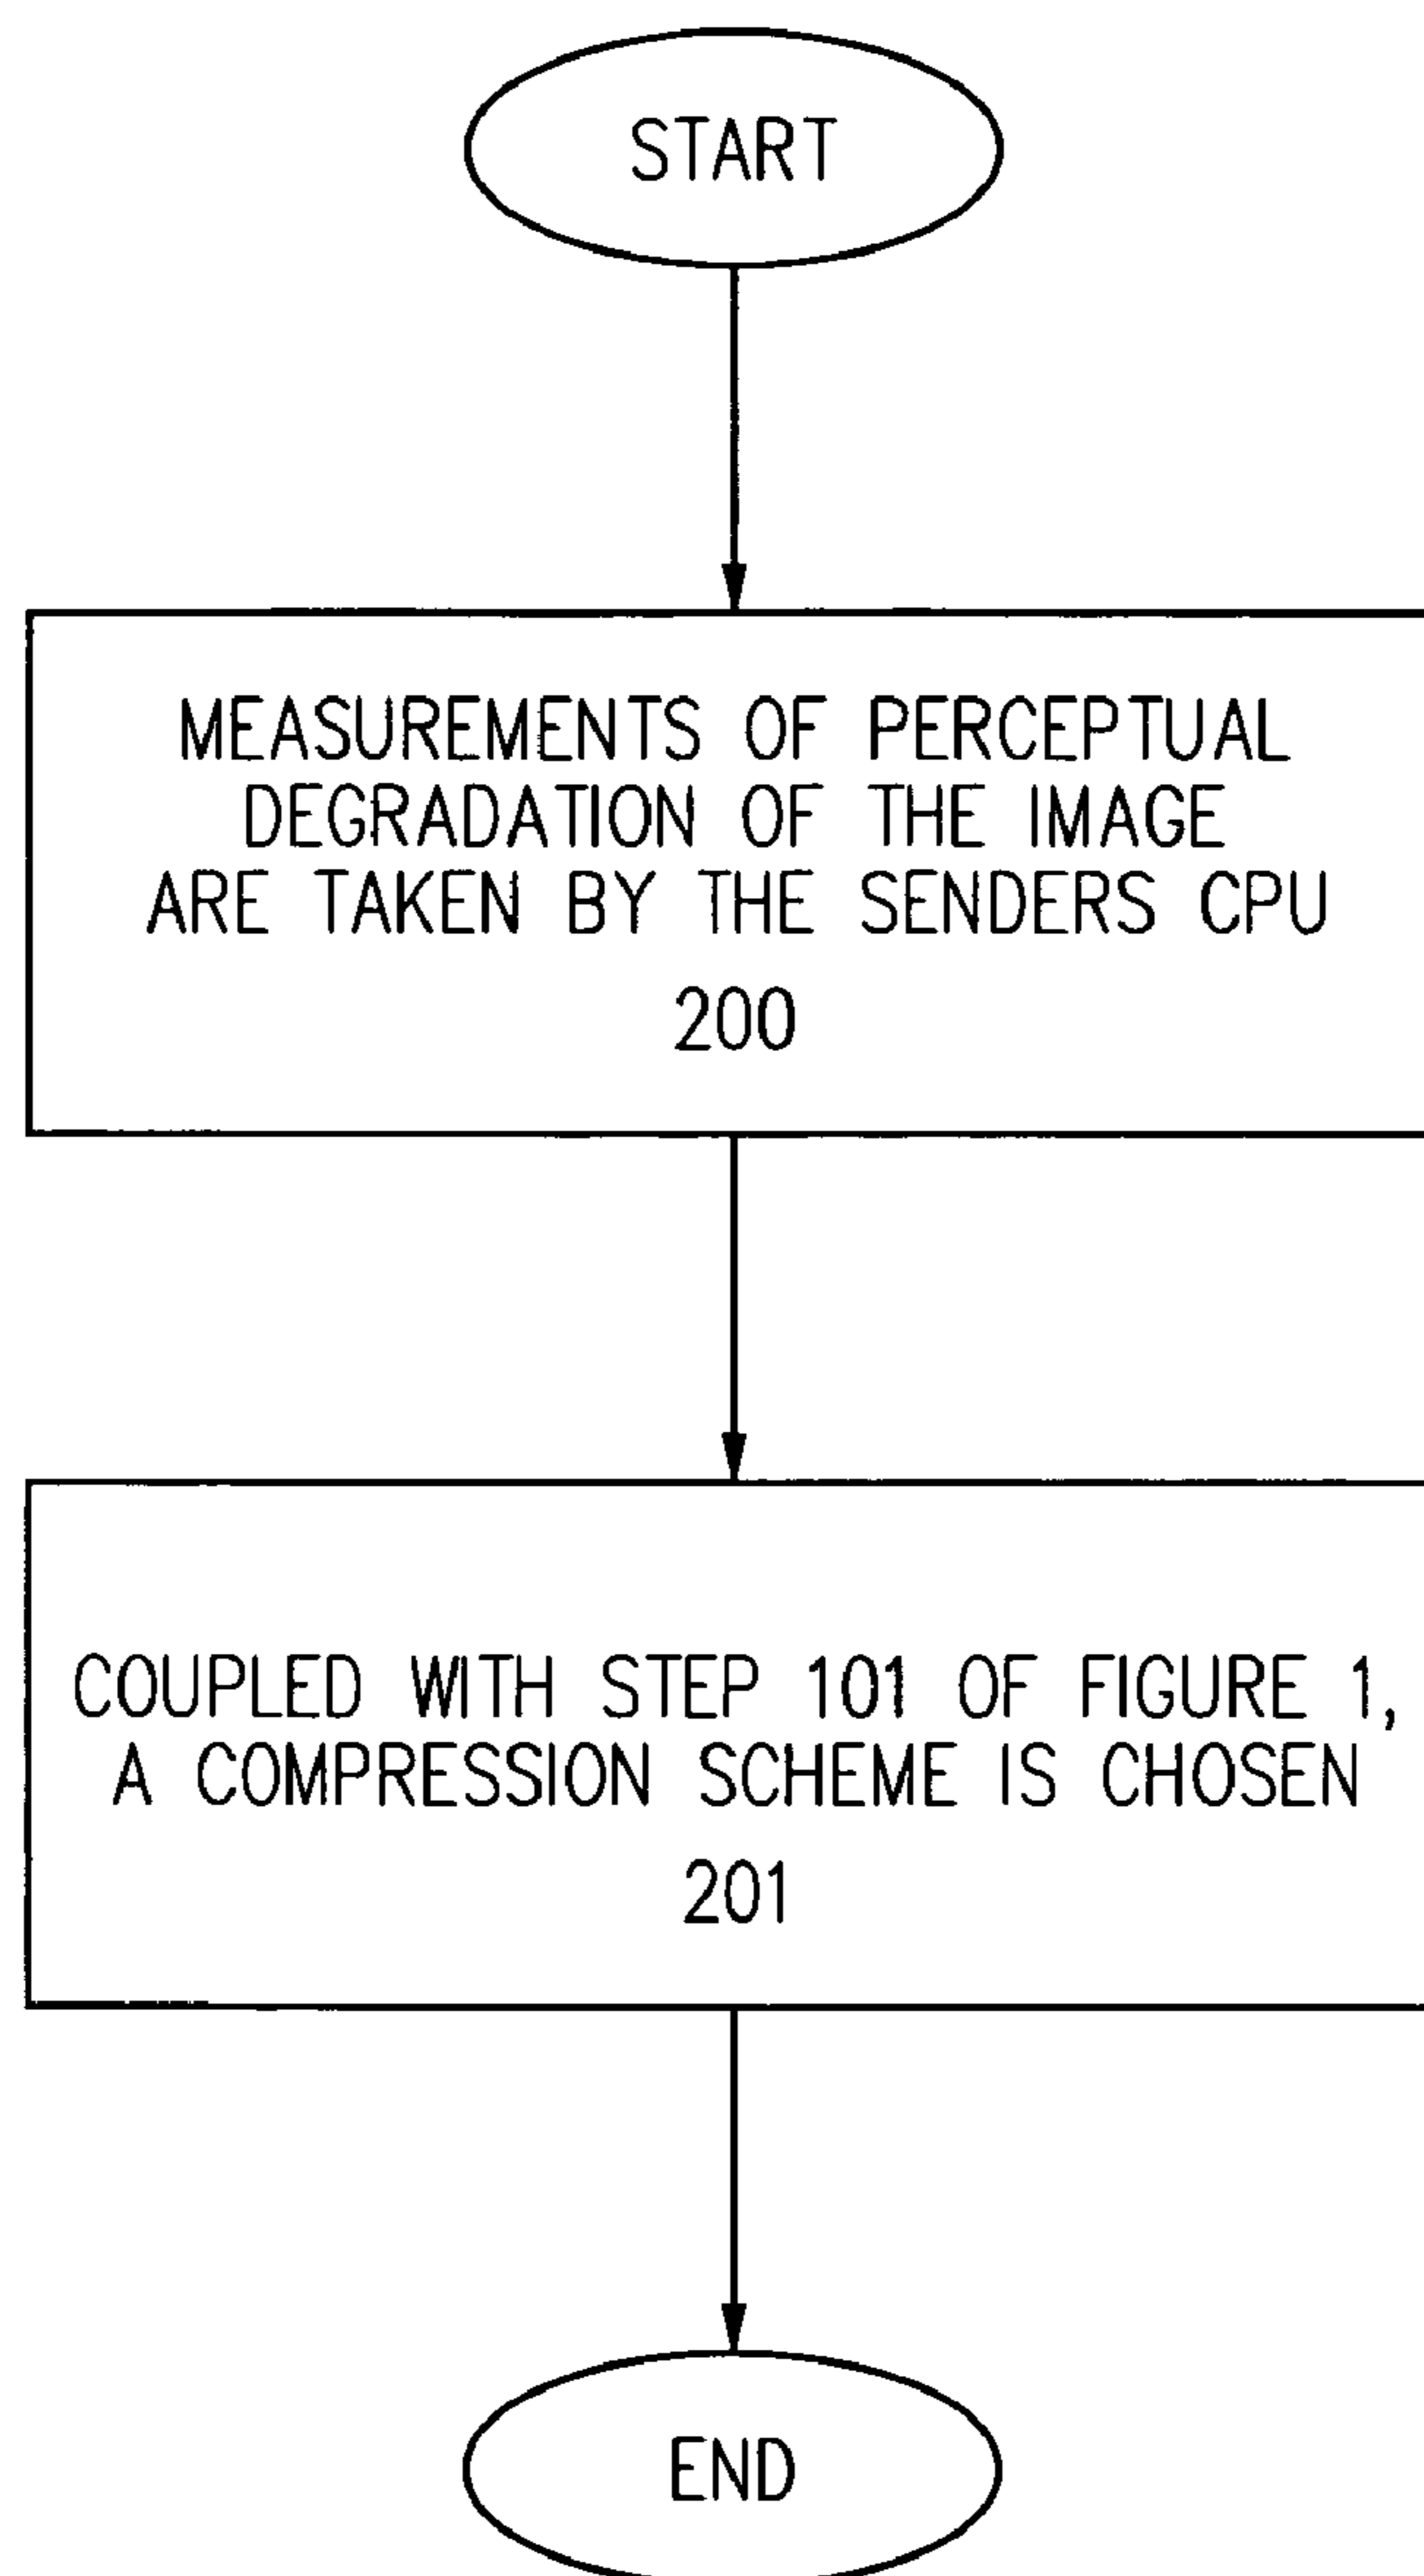 START
MEASUREMENTS OF PERCEPTUAL
DEGRADATION OF THE IMAGE
ARE TAKEN BY THE SENDERS CPU
200
COUPLED WITH STEP 101 OF FIGURE 1,
A COMPRESSION SCHEME IS CHOSEN
201
END